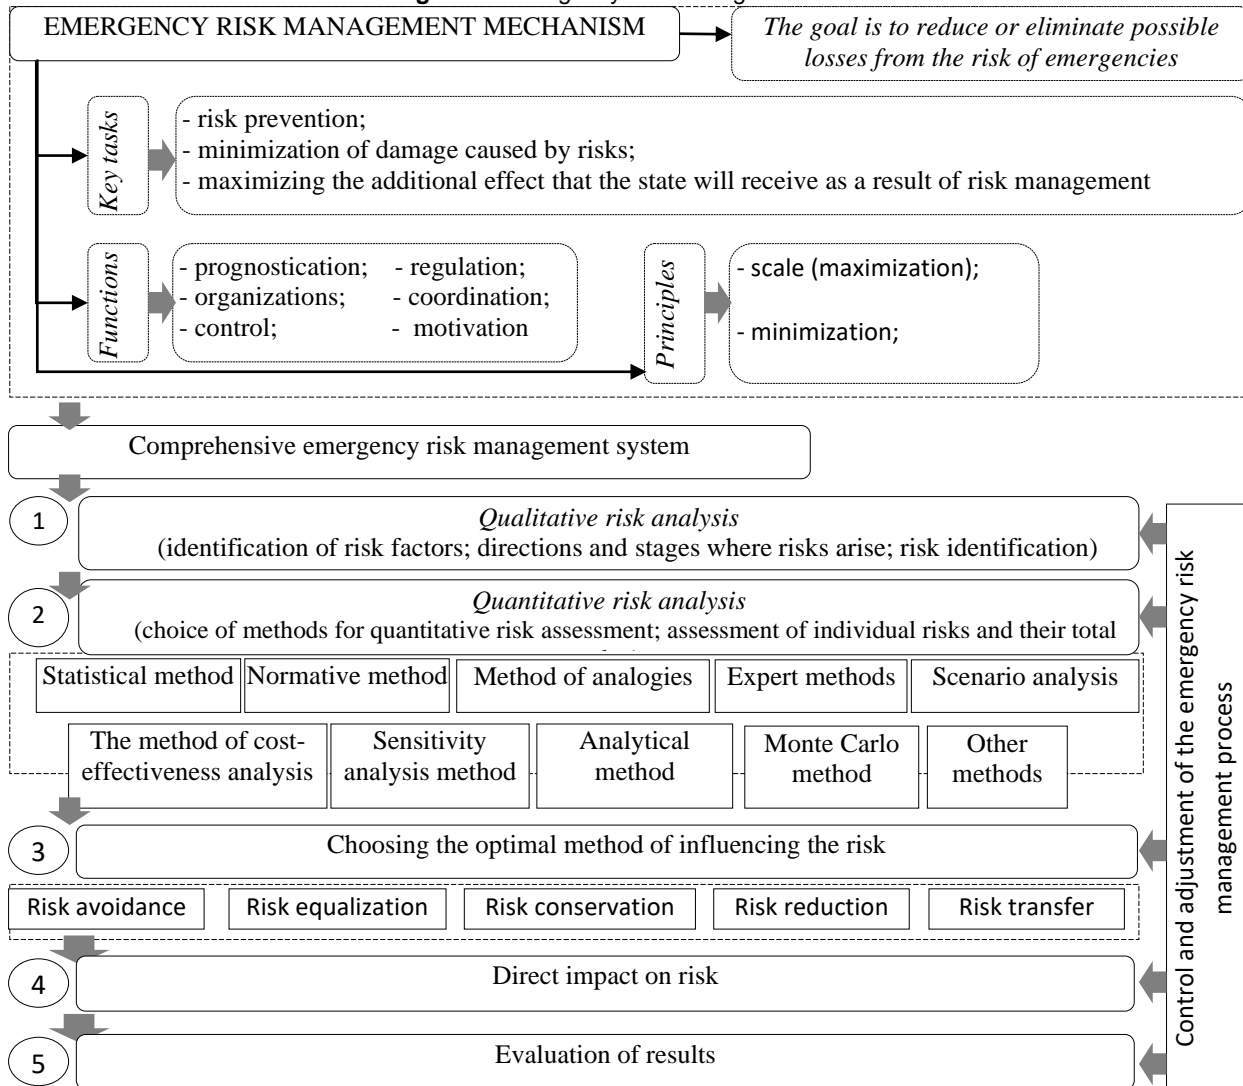 EMERGENCY RISK MANAGEMENT MECHANISM
The goal is to reduce or eliminate possible
losses from the risk of emergencies
Key tasks
- risk prevention;
- minimization of damage caused by risks;
- maximizing the additional effect that the state will receive as a result of risk management
Functions
- prognostication; - regulation;
- organizations; - coordination;
- control; - motivation
Principles
- scale (maximization);
- minimization;
Comprehensive emergency risk management system
1
Qualitative risk analysis
(identification of risk factors; directions and stages where risks arise; risk identification)
2
Quantitative risk analysis
(choice of methods for quantitative risk assessment; assessment of individual risks and their total
Statistical method
Normative method
Method of analogies
Expert methods
Scenario analysis
The method of cost-
effectiveness analysis
Sensitivity
analysis method
Analytical
method
Monte Carlo
method
Other
methods
3
Choosing the optimal method of influencing the risk
Risk avoidance
Risk equalization
Risk conservation
Risk reduction
Risk transfer
4
Direct impact on risk
5
Evaluation of results
Control and adjustment of the emergency risk
management process